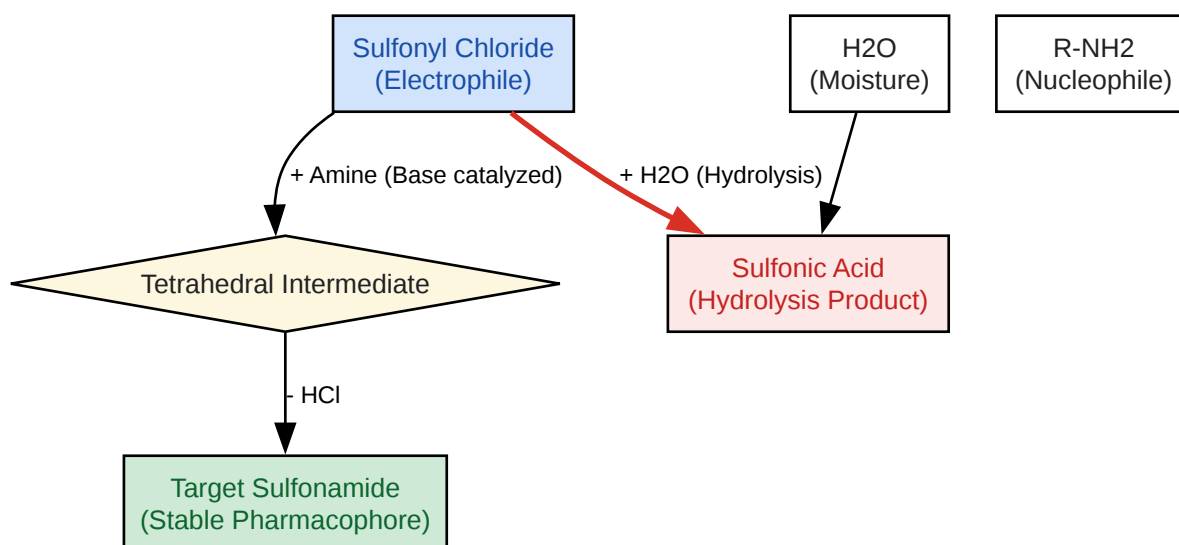 Sulfonyl Chloride
(Electrophile)
H2O
(Moisture)
R-NH2
(Nucleophile)
+ Amine (Base catalyzed)
+ H2O (Hydrolysis)
Tetrahedral Intermediate
Sulfonic Acid
(Hydrolysis Product)
- HCl
Target Sulfonamide
(Stable Pharmacophore)